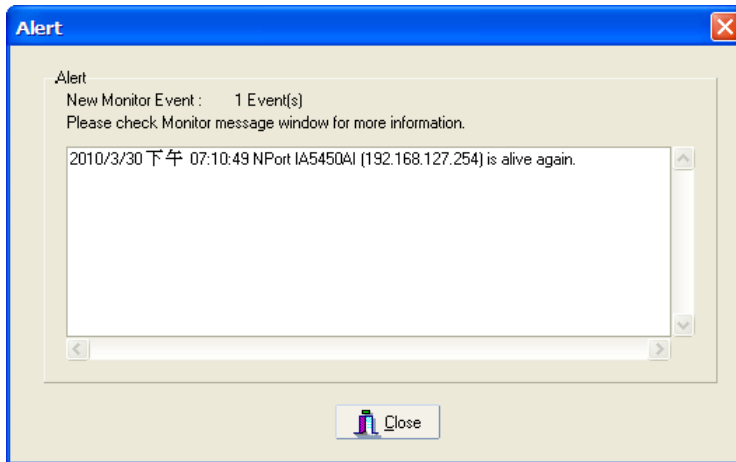 Alert
Alert
New Monitor Event : 1 Event(s)
Please check Monitor message window for more information.
2010/3/30 下午 07:10:49 NPort IA5450AI (192.168.127.254) is alive again.
Close